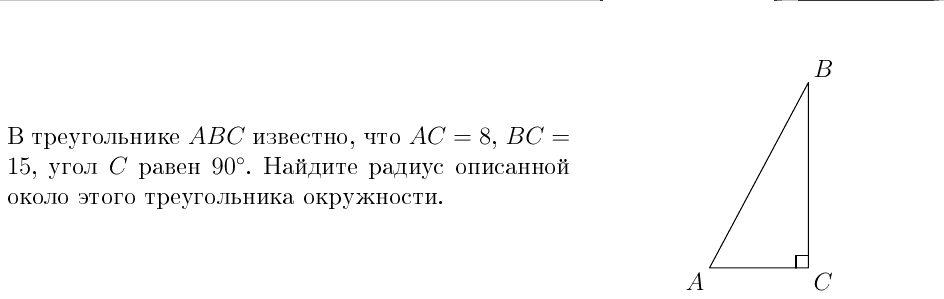 В треугольнике ABC известно, что AC = 8, BC =
15, угол C равен 90°. Найдите радиус описанной
около этого треугольника окружности.
B
A
C